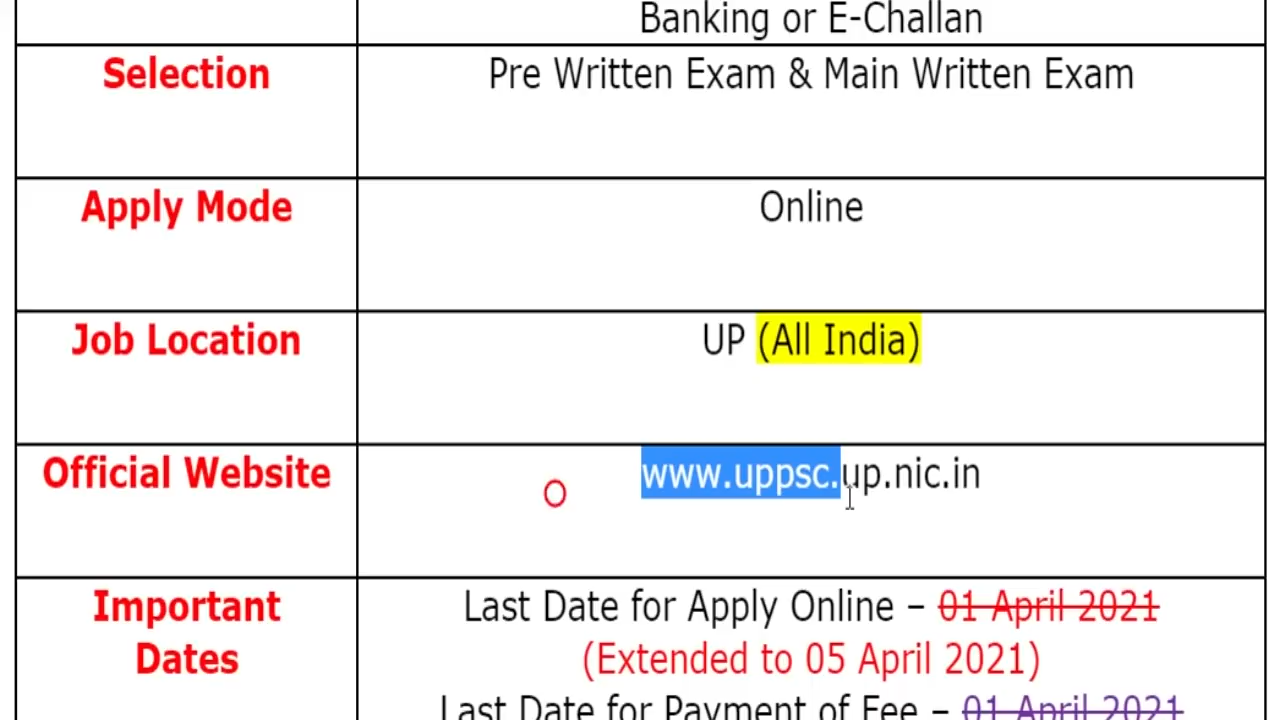 Banking or E-Challan
Selection
Pre Written Exam & Main Written Exam
Apply Mode
Online
Job Location
UP (All India)
Official Website
www.uppsc.up.nic.in
Important
Dates
Last Date for Apply Online – 01 April 2021
(Extended to 05 April 2021)
Last Date for Payment of Fee – 01 April 2021